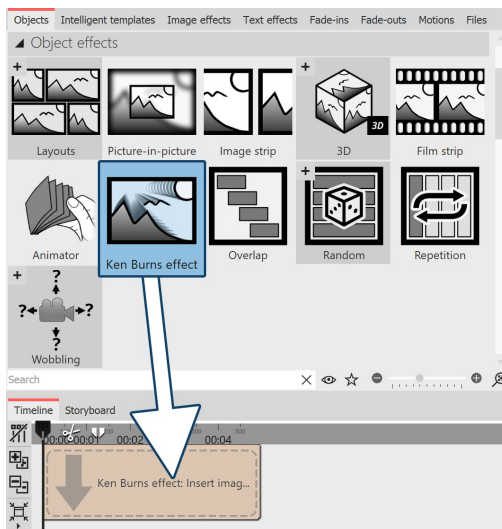 Objects Intelligent templates Image effects Text effects Fade-ins Fade-outs Motions Files
Object effects
+ +
3D
Layouts Picture-in-picture Image strip 3D Film strip
+
Animator Ken Burns effect Overlap Random Repetition
+ ?
? ?
?
Wobbling
Search
Timeline Storyboard
00:02 00:04
500
Ken Burns effect: Insert imag...